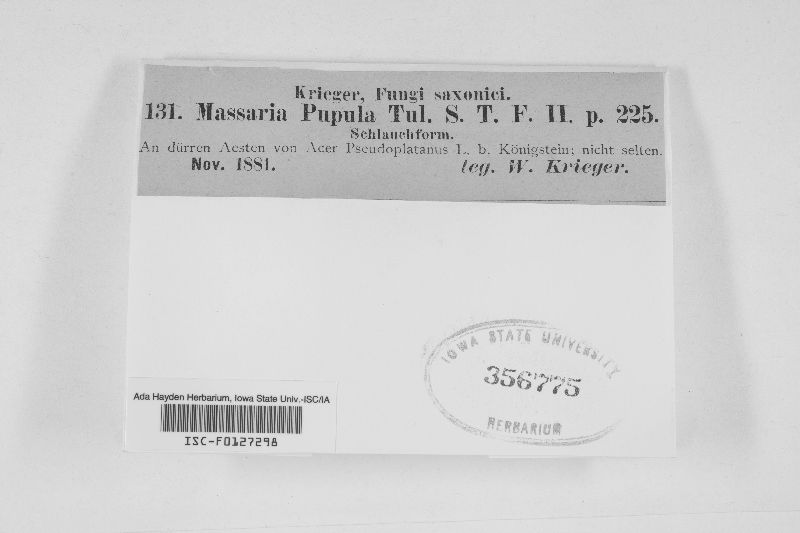 Krieger, Fungi saxonici.
131. Massaria Pupula Tul. S. T. F. II. p. 225.
Schlauchform.
An dürren Aesten von Acer Pseudoplatanus L. b. Königstein; nicht selten.
Nov. 1881. leg. W. Krieger.
IOWA STATE UNIVERSITY
356775
HERBARIUM
Ada Hayden Herbarium, Iowa State Univ.-ISC/IA
ISC-F0127298